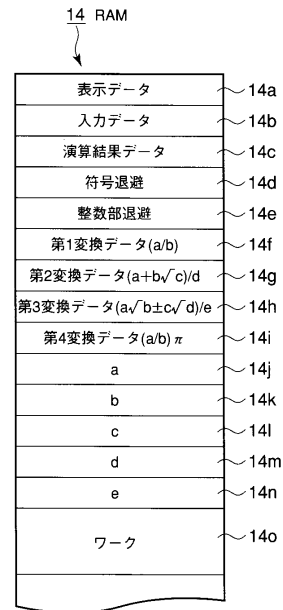 14 RAM
表示データ 14a
入力データ 14b
演算結果データ 14c
符号退避 14d
整数部退避 14e
第1変換データ(a/b) 14f
第2変換データ(a+b√c)/d 14g
第3変換データ(a√b±c√d)/e 14h
第4変換データ(a/b)π 14i
a 14j
b 14k
c 14l
d 14m
e 14n
ワーク 14o